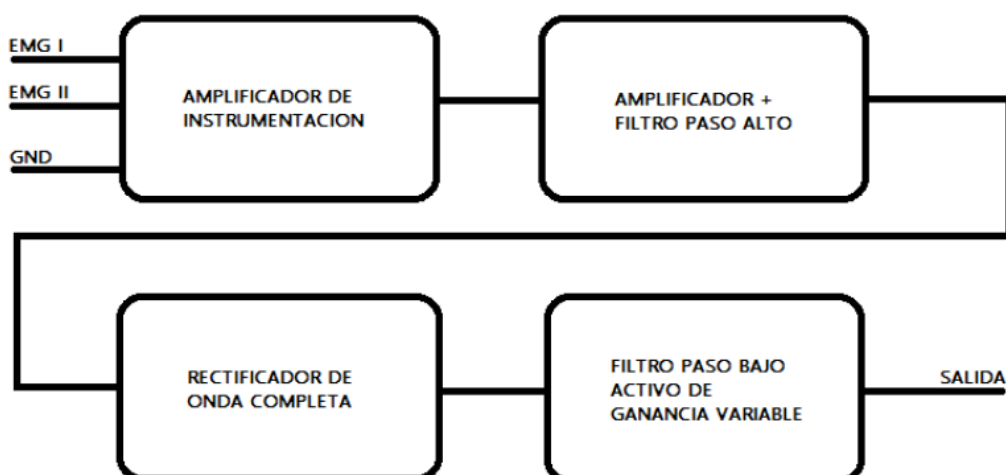 EMG I
EMG II
GND
AMPLIFICADOR DE
INSTRUMENTACION
AMPLIFICADOR +
FILTRO PASO ALTO
RECTIFICADOR DE
ONDA COMPLETA
FILTRO PASO BAJO
ACTIVO DE
GANANCIA VARIABLE
SALIDA